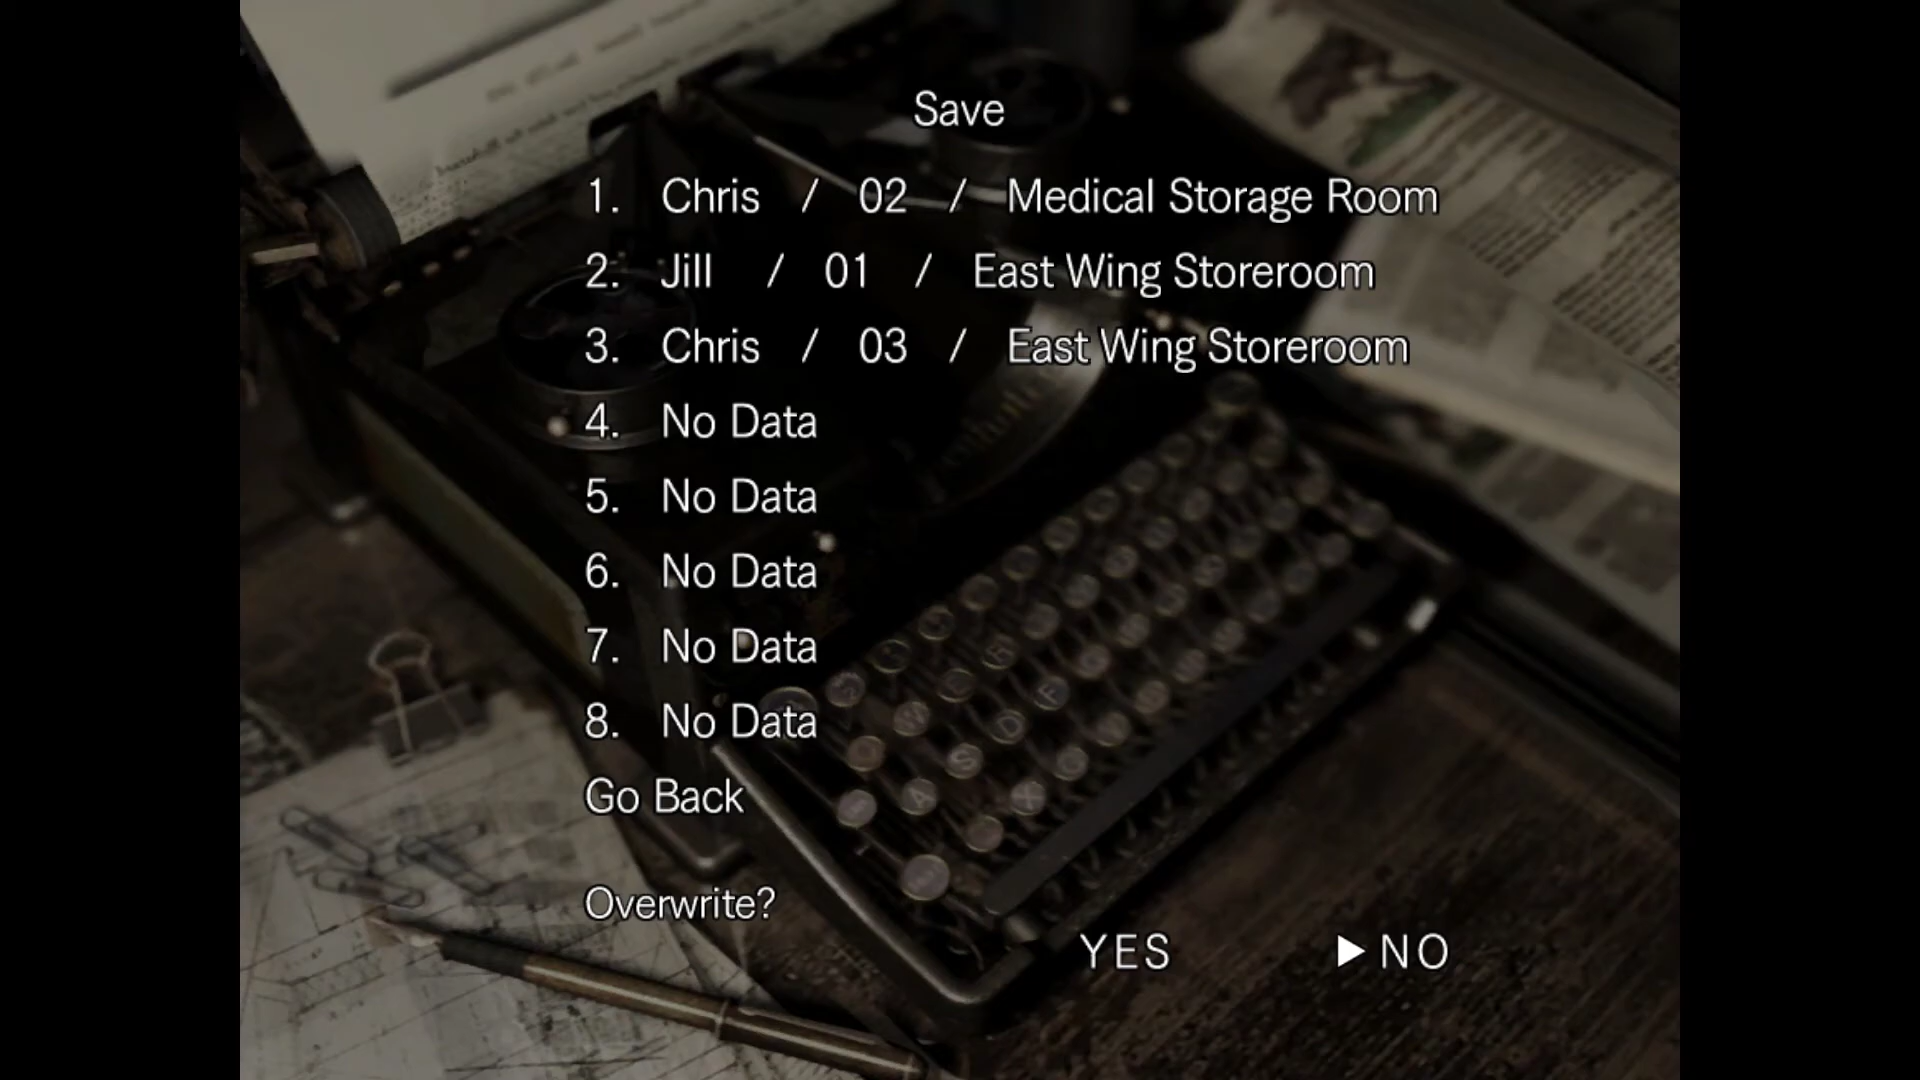 Save
1. Chris / 02 / Medical Storage Room
2. Jill / 01 / East Wing Storeroom
3. Chris / 03 / East Wing Storeroom
4. No Data
5. No Data
6. No Data
7. No Data
8. No Data
Go Back
Overwrite?
YES ▶NO